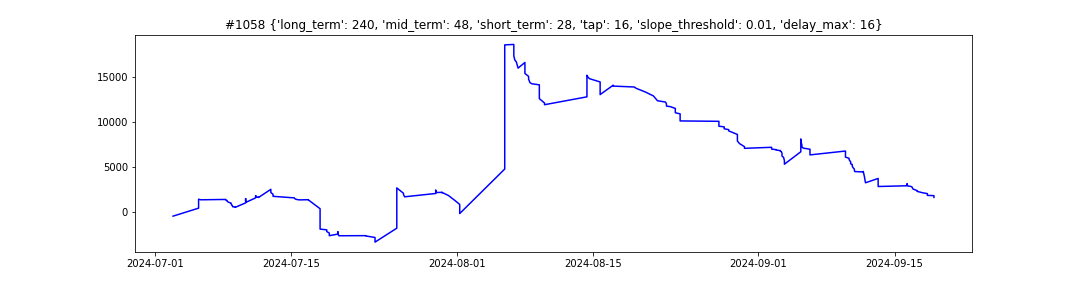 #1058 {'long_term': 240, 'mid_term': 48, 'short_term': 28, 'tap': 16, 'slope_threshold': 0.01, 'delay_max': 16}
15000
10000
5000
0
2024-07-01 2024-07-15 2024-08-01 2024-08-15 2024-09-01 2024-09-15